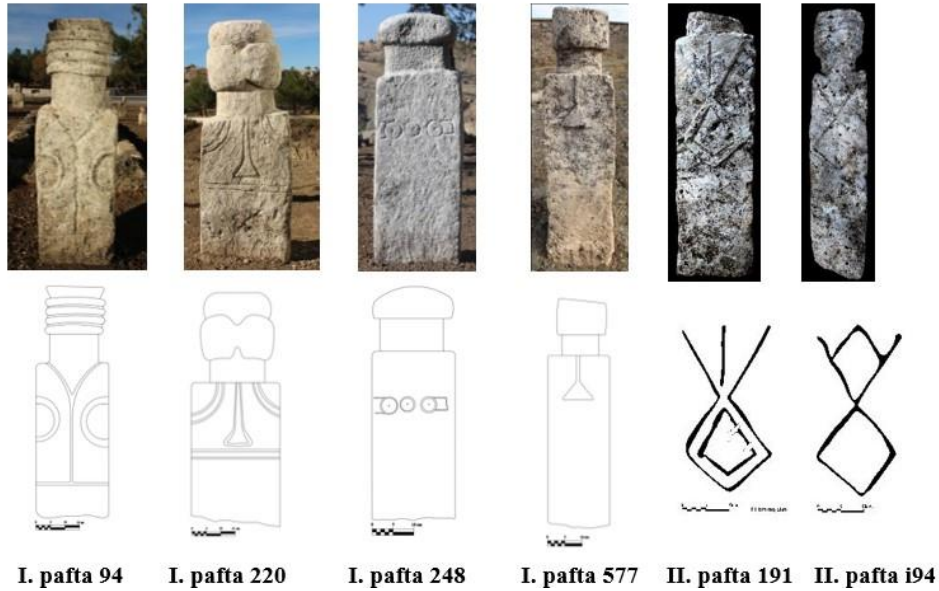 I. pafta 94
I. pafta 220
I. pafta 248
I. pafta 577
II. pafta 191
II. pafta i94